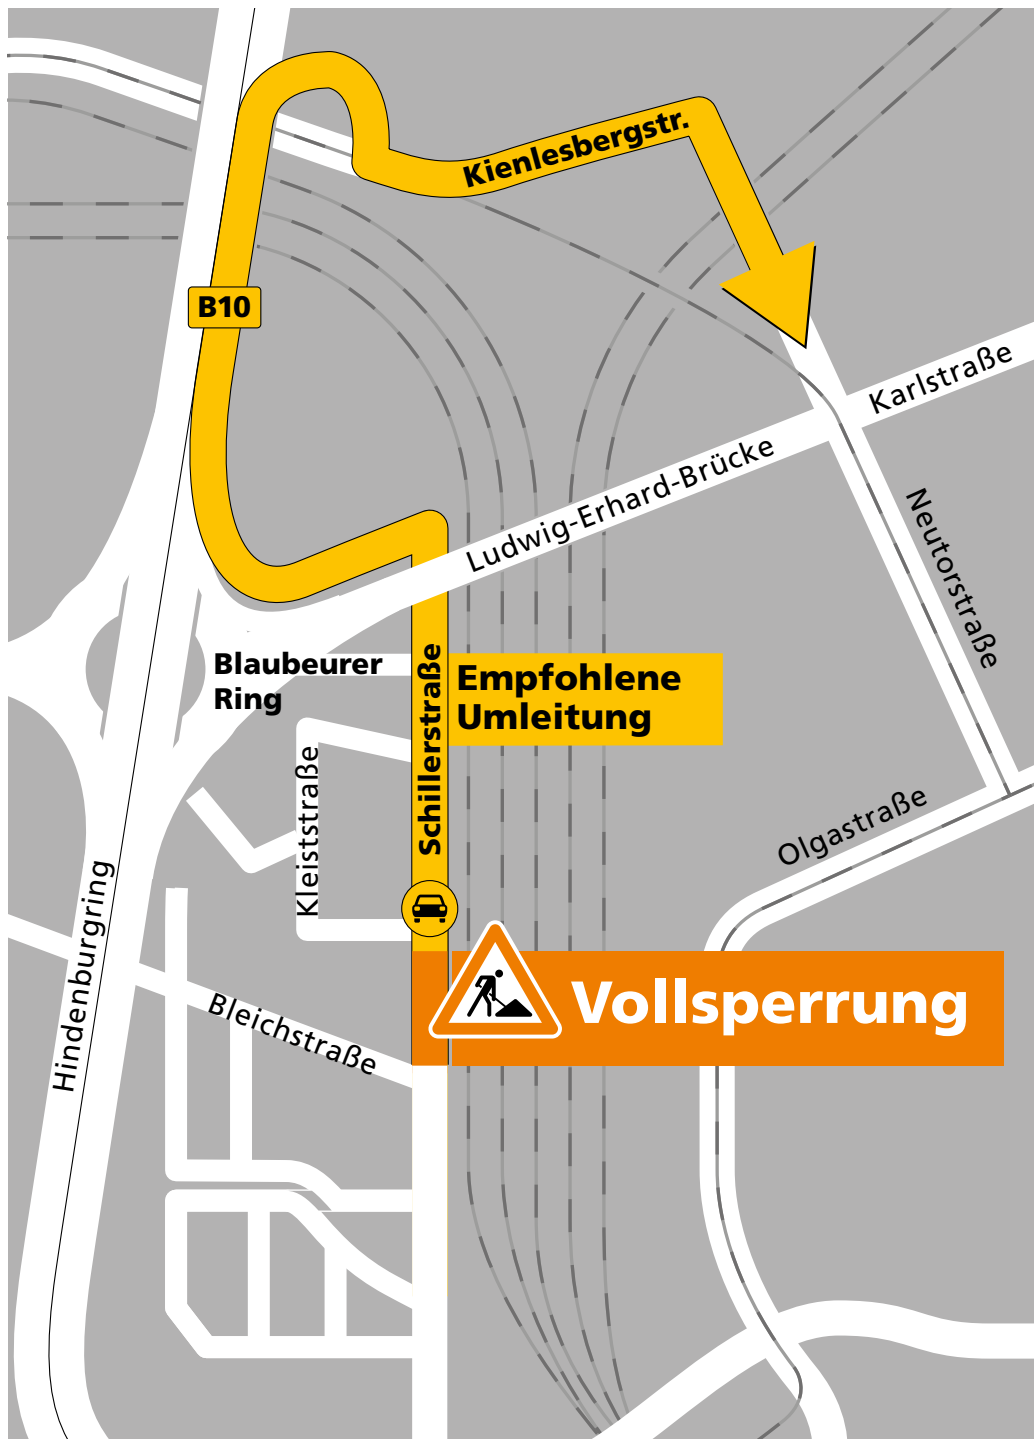 Kienlesbergstr.
B10
Karlstraße
Ludwig-Erhard-Brücke
Neutorstraße
Blaubeurer
Ring
Schillerstraße
Empfohlene
Umleitung
Kleiststraße
Olgastraße
Hindenburgring
Bleichstraße
Vollsperrung